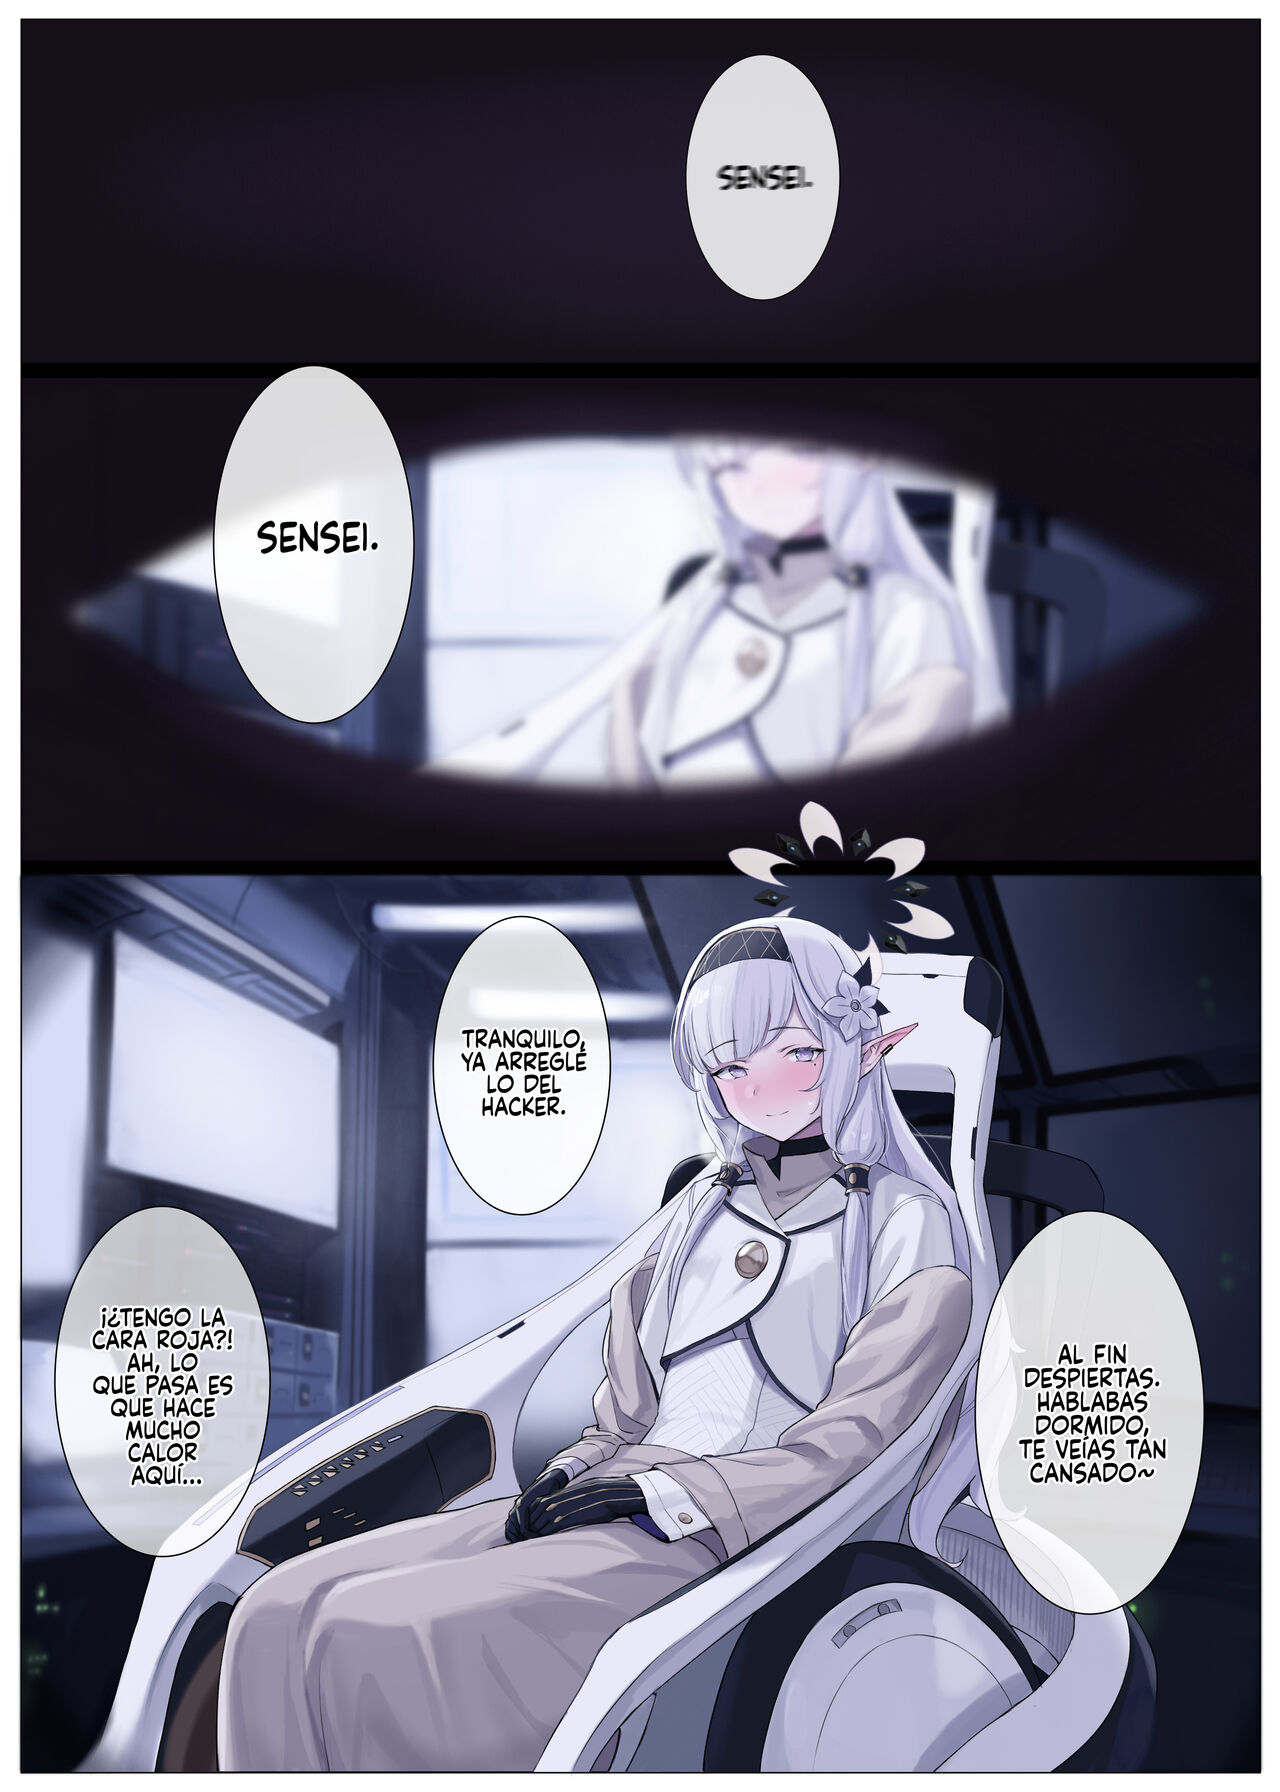 SENSEI.
SENSEI.
TRANQUILO,
YA ARREGLÉ
LO DEL
HACKER.
AL FIN
DESPIERTAS.
HABLABAS
DORMIDO,
TE VEÍAS TAN
CANSADO~
¡¿TENGO LA
CARA ROJA?!
AH, LO
QUE PASA ES
QUE HACE
MUCHO
CALOR
AQUÍ...